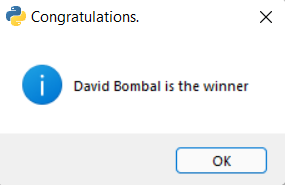 Congratulations.
David Bombal is the winner
OK